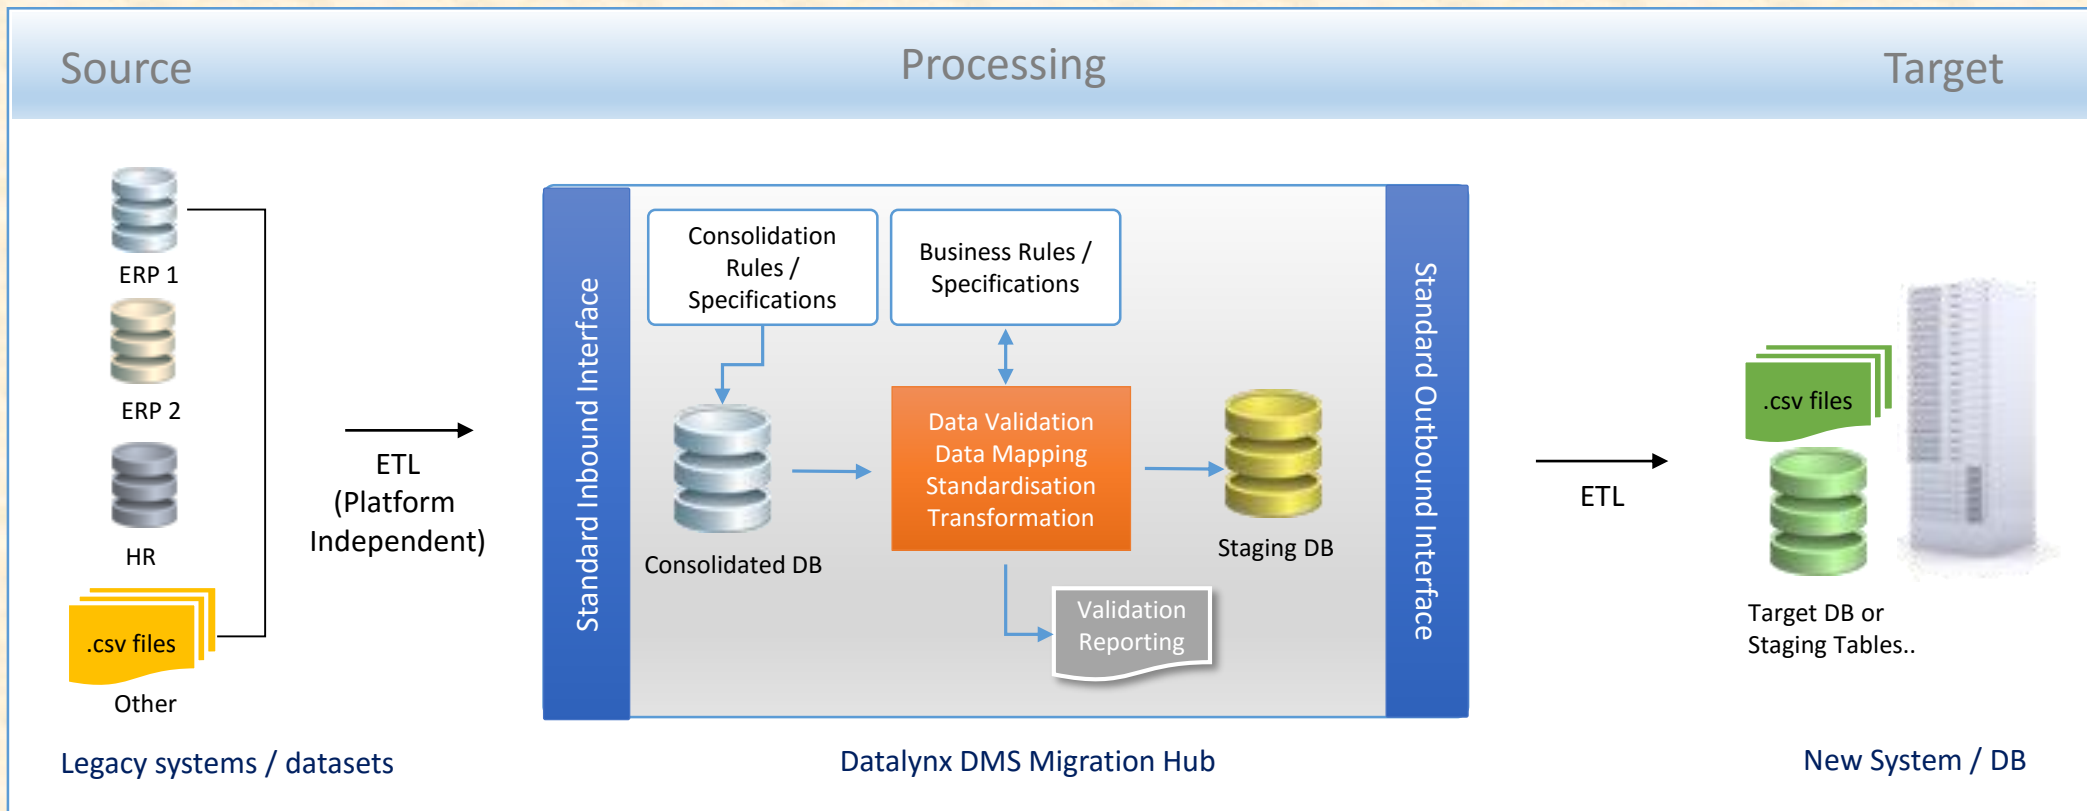 Source
Processing
Target
ERP 1
ERP 2
HR
.csv files
Other
Legacy systems / datasets
ETL
(Platform
Independent)
Standard Inbound Interface
Consolidation
Rules /
Specifications
Business Rules /
Specifications
Consolidated DB
Data Validation
Data Mapping
Standardisation
Transformation
Staging DB
Validation
Reporting
Standard Outbound Interface
Datalynx DMS Migration Hub
ETL
.csv files
Target DB or
Staging Tables..
New System / DB